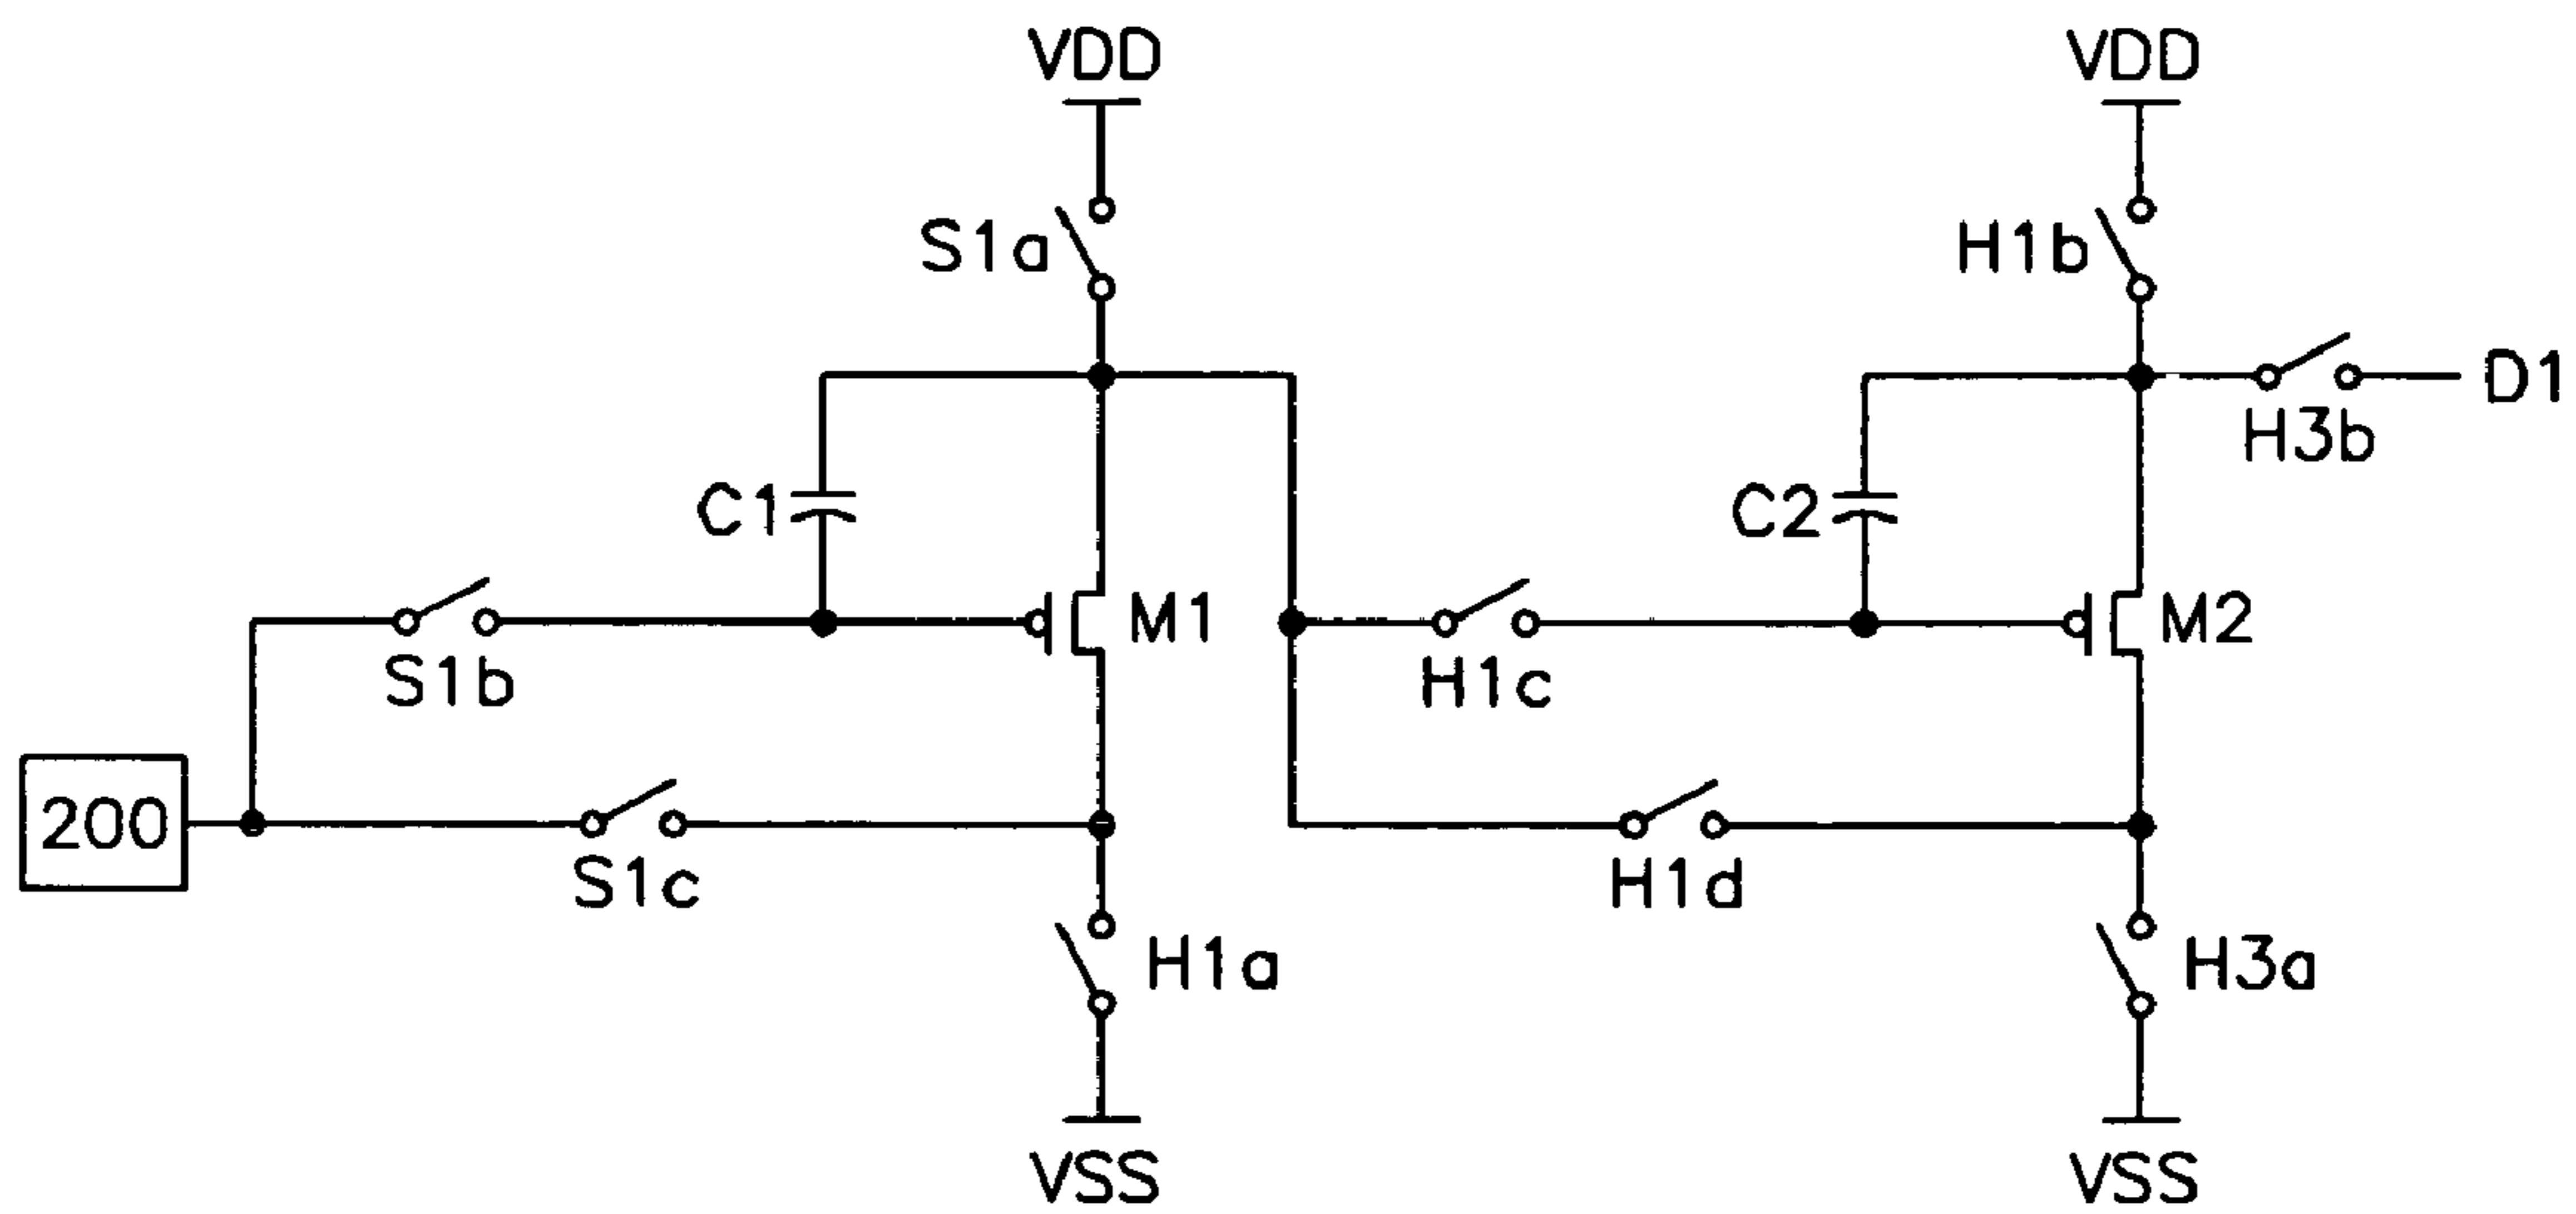 VDD
VDD
S1a
H1b
D1
H3b
C1
C2
M1
M2
S1b
H1c
200
S1c
H1d
H1a
H3a
VSS
VSS